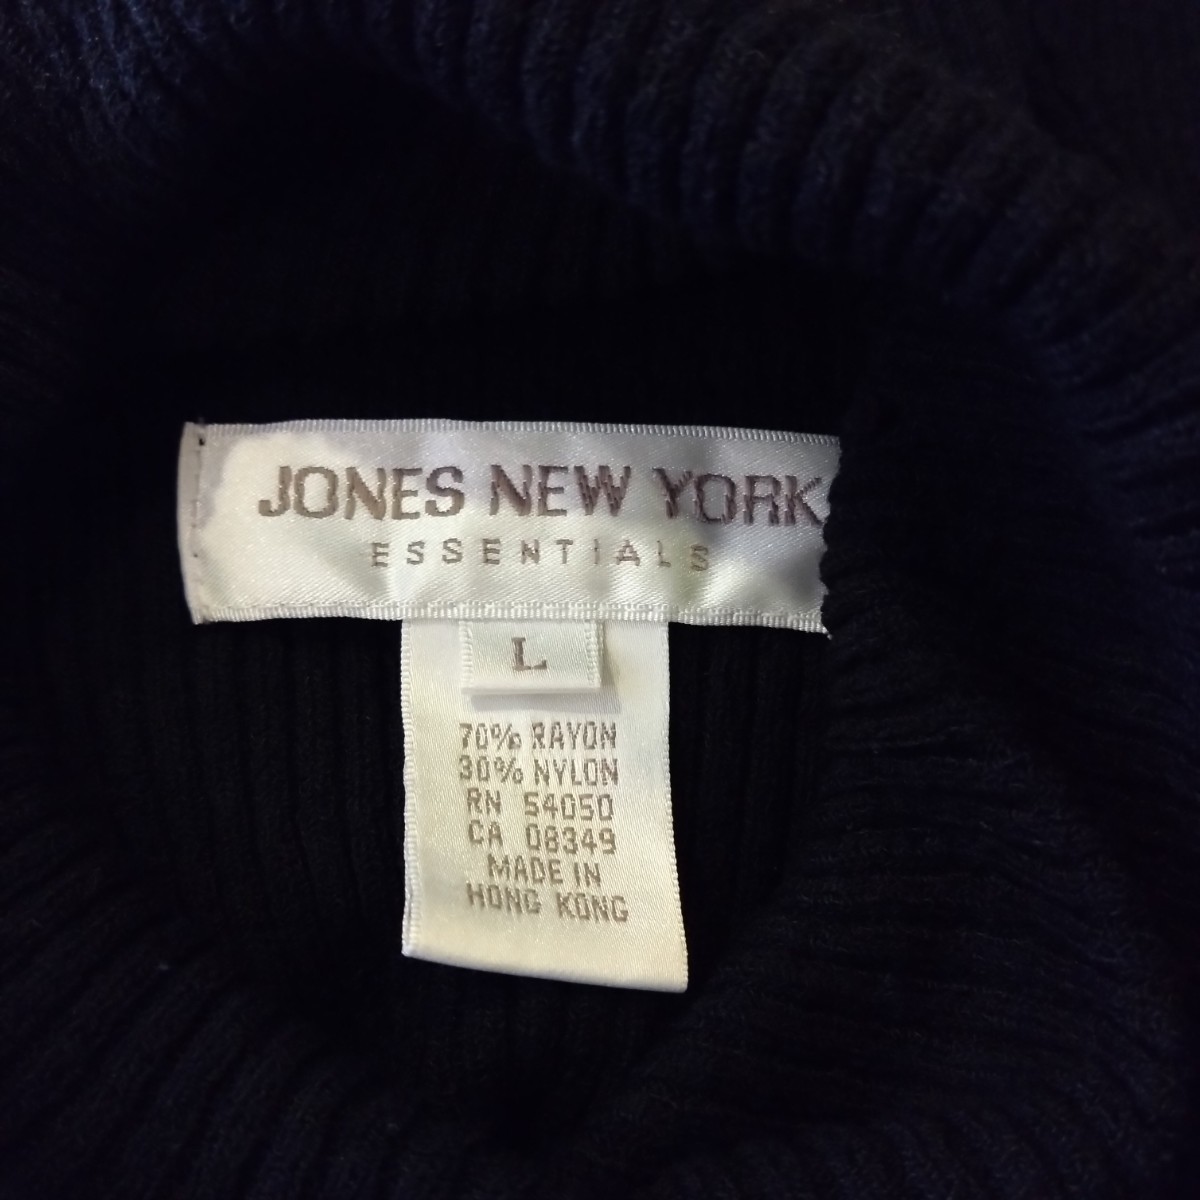 JONES NEW YORK
ESSENTIALS
L
70% RAYON
30% NYLON
RN 54050
CA 08349
MADE IN
HONG KONG